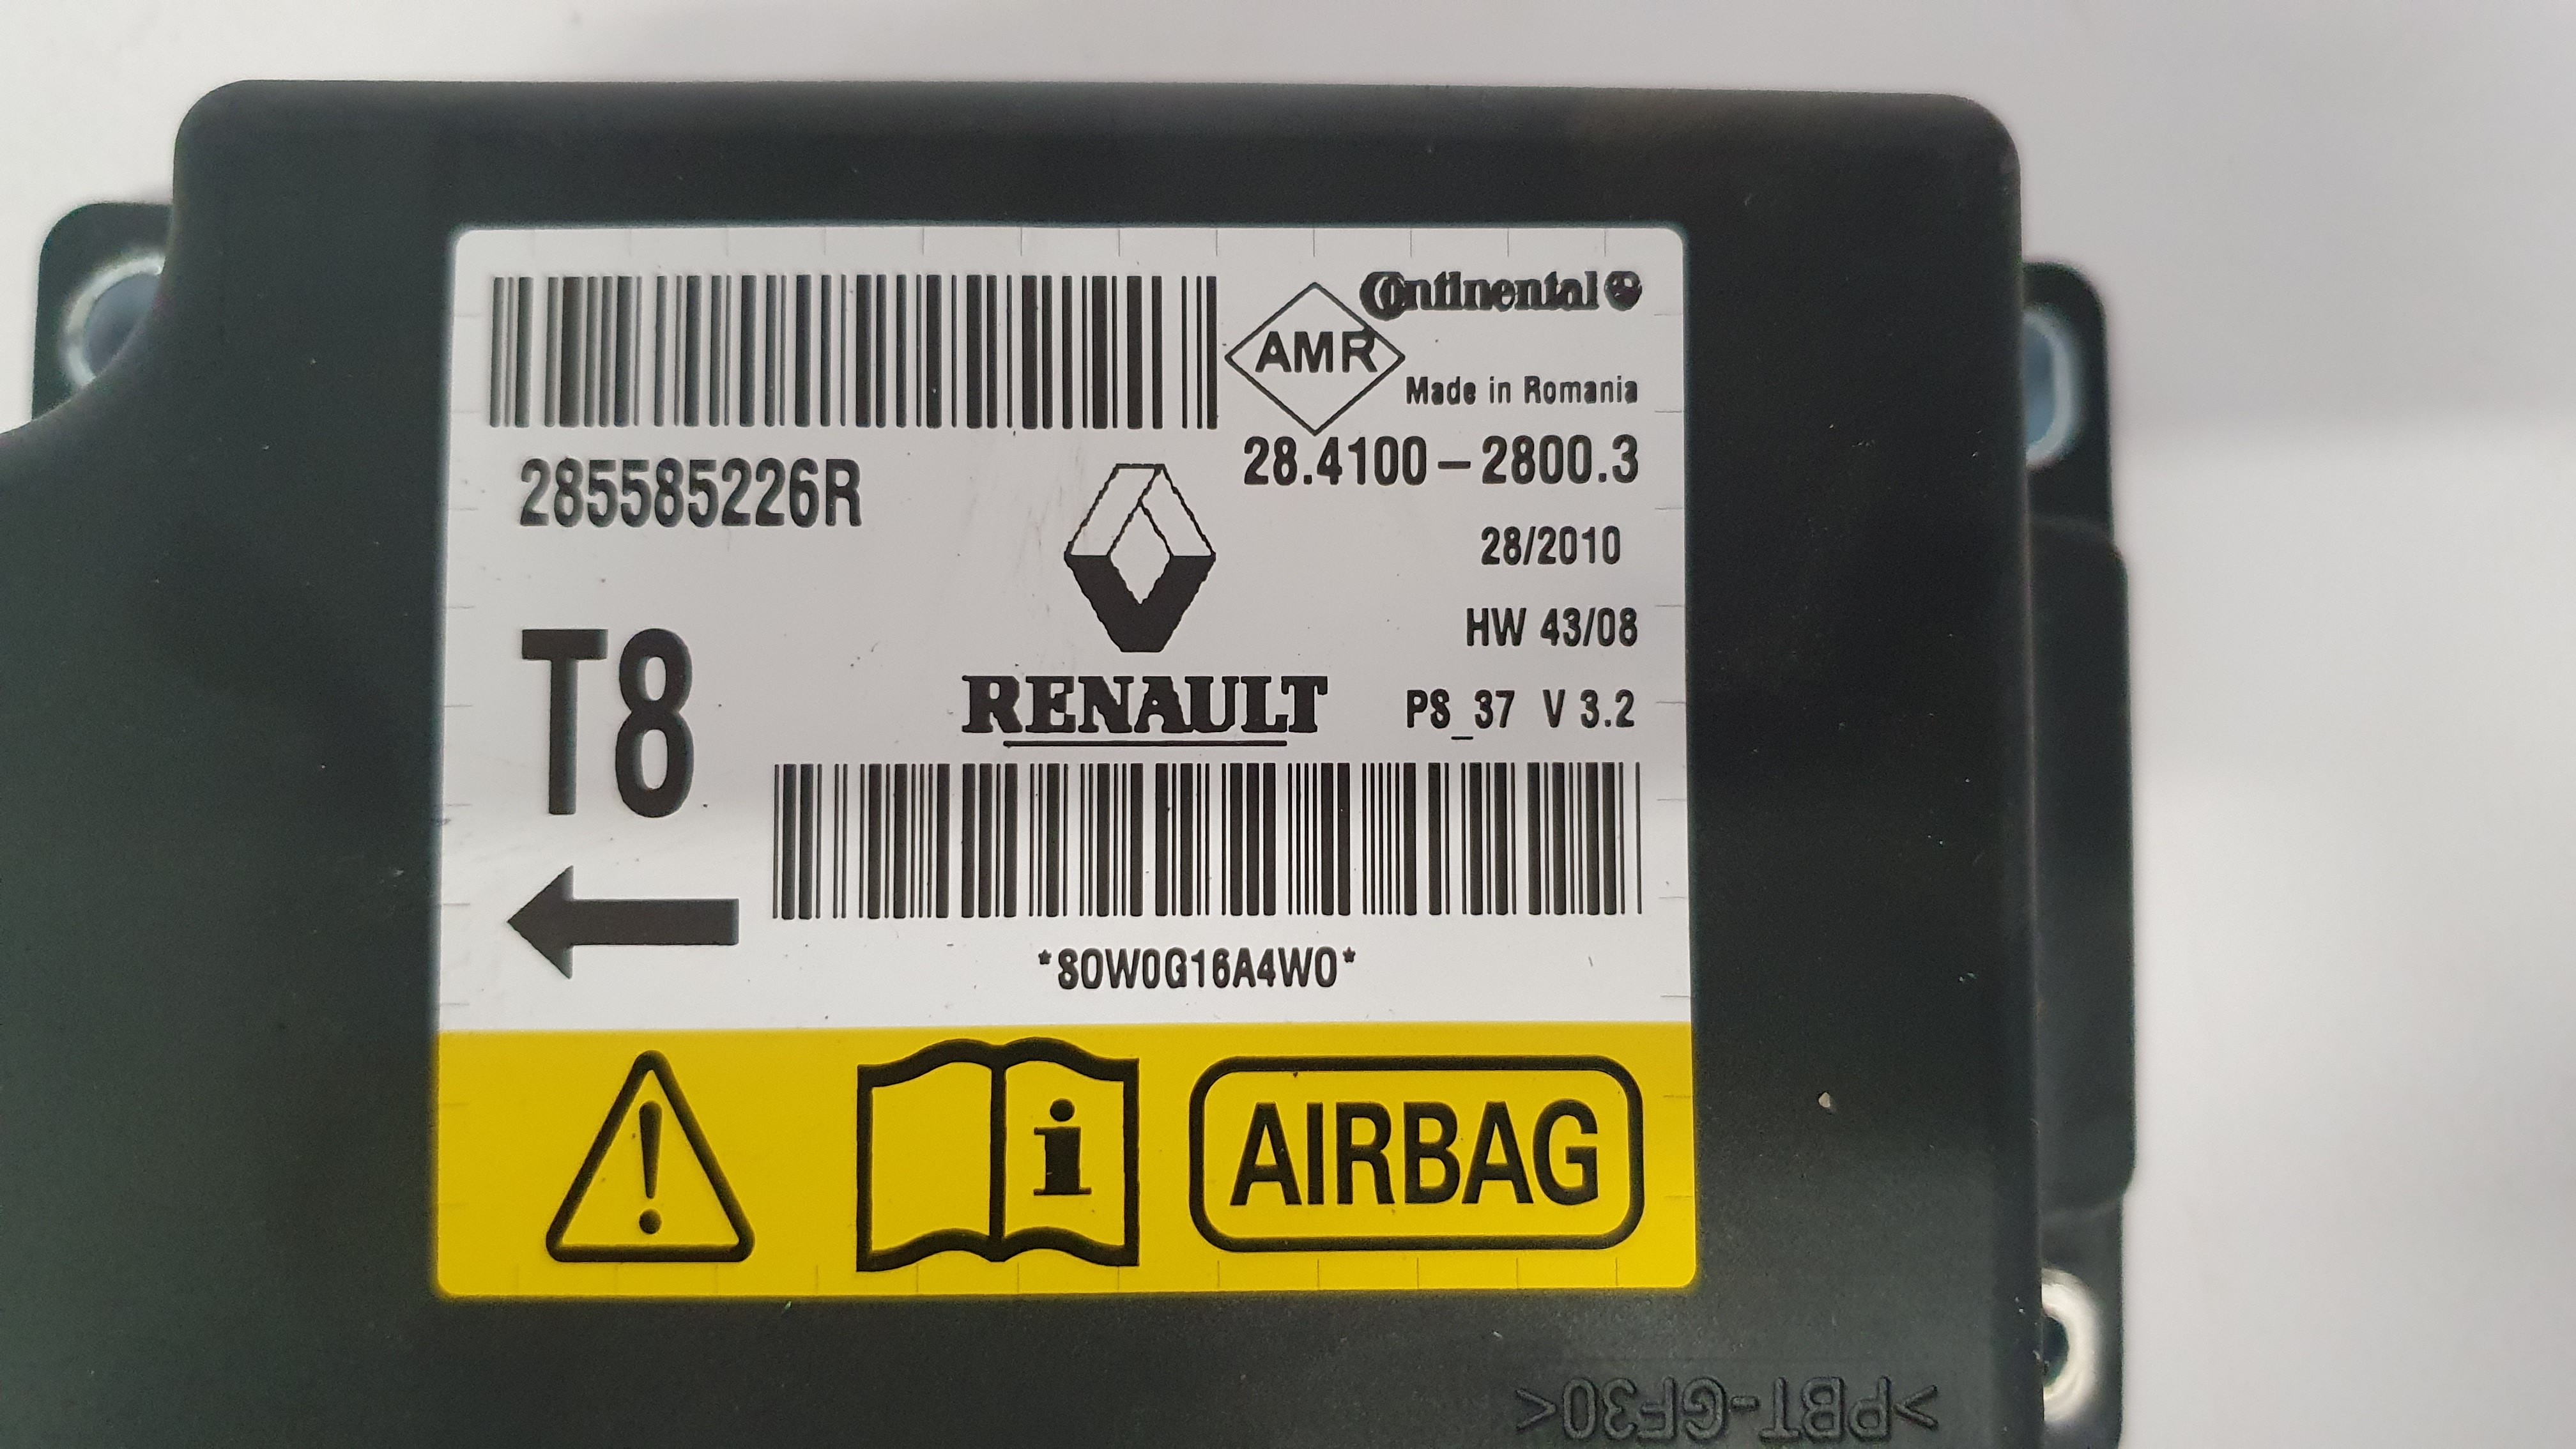 Continental
AMR
Made in Romania
285585226R
28.4100-2800.3
28/2010
T8
HW 43/08
RENAULT
PS_37 V 3.2
*80W0G16A4W0*
AIRBAG
>PBT-GF30<